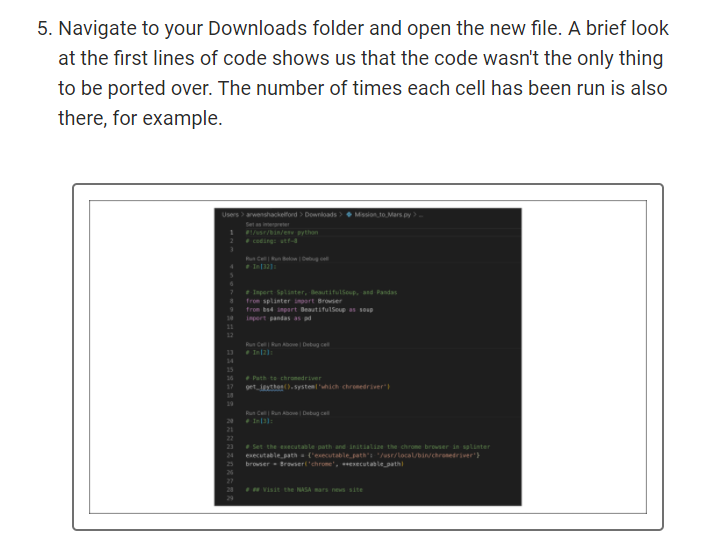 5. Navigate to your Downloads folder and open the new file. A brief look
at the first lines of code shows us that the code wasn't the only thing
to be ported over. The number of times each cell has been run is also
there, for example.
Users > arwenshackelford > Downloads > Mission_to_Mars.py > ...
Set as interpreter
1 #!/usr/bin/env python
2 # coding: utf-8
3
Run Cell | Run Below | Debug cell
4 # In[32]:
5
6
7 # Import Splinter, BeautifulSoup, and Pandas
8 from splinter import Browser
9 from bs4 import BeautifulSoup as soup
10 import pandas as pd
11
12
Run Cell | Run Above | Debug cell
13 # In[2]:
14
15
16 # Path to chromedriver
17 get_ipython().system('which chromedriver')
18
19
Run Cell | Run Above | Debug cell
20 # In[3]:
21
22
23 # Set the executable path and initialize the chrome browser in splinter
24 executable_path = {'executable_path': '/usr/local/bin/chromedriver'}
25 browser = Browser('chrome', **executable_path)
26
27
28 # ## Visit the NASA mars news site
29